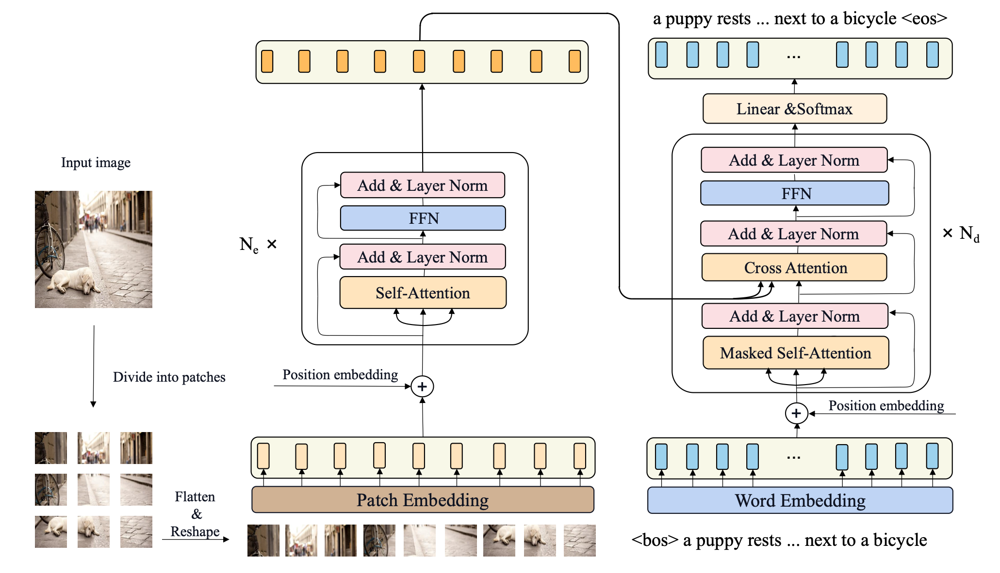 Input image
Divide into patches
Flatten
&
Reshape
Add & Layer Norm
FFN
Add & Layer Norm
Self-Attention
Nₑ ×
Position embedding
+
Patch Embedding
a puppy rests ... next to a bicycle <eos>
...
Linear &Softmax
Add & Layer Norm
FFN
Add & Layer Norm
Cross Attention
Add & Layer Norm
Masked Self-Attention
× N_d
Position embedding
+
...
Word Embedding
<bos> a puppy rests ... next to a bicycle